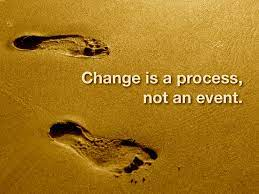 Change is a process,
not an event.